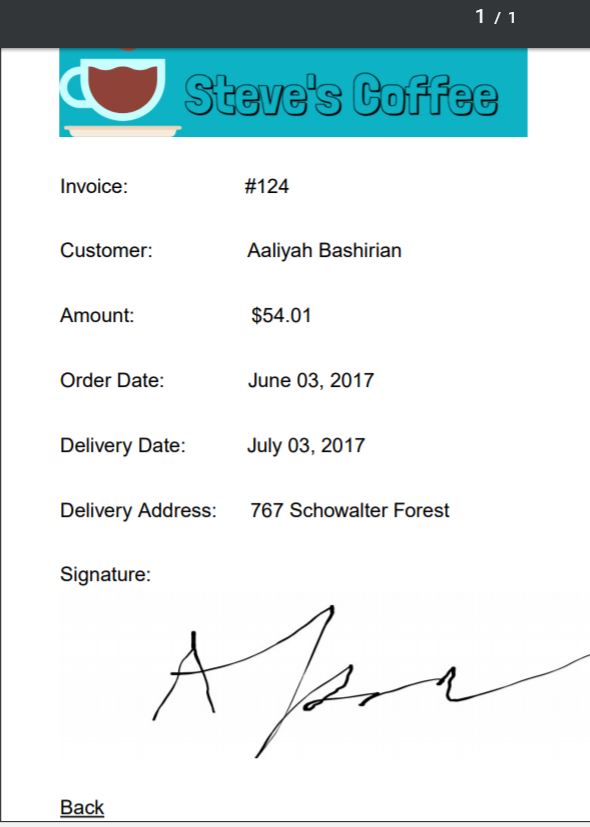 1 / 1
Steve's Coffee
Invoice: #124
Customer: Aaliyah Bashirian
Amount: $54.01
Order Date: June 03, 2017
Delivery Date: July 03, 2017
Delivery Address: 767 Schowalter Forest
Signature:
Back